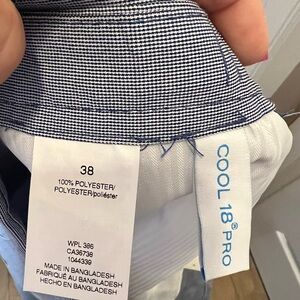 38
100% POLYESTER/
POLYESTER/poliéster
WPL 386
CA36736
1044339
MADE IN BANGLADESH
FABRIQUÉ AU BANGLADESH
HECHO EN BANGLADESH
COOL 18® PRO